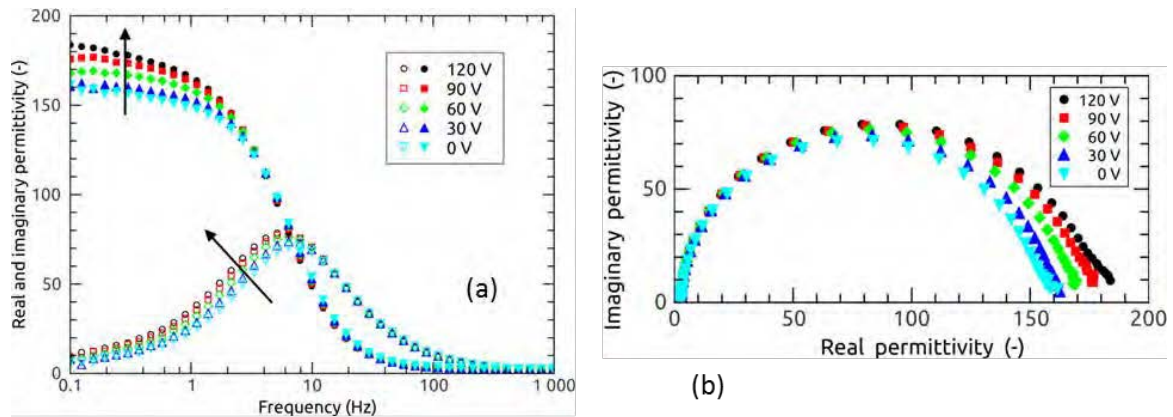 Real and imaginary permittivity (-)
200
150
100
50
0
120 V
90 V
60 V
30 V
0 V
(a)
0.1
1
10
100
1 000
Frequency (Hz)
Imaginary permittivity (-)
100
50
0
120 V
90 V
60 V
30 V
0 V
0
50
100
150
200
Real permittivity (-)
(b)